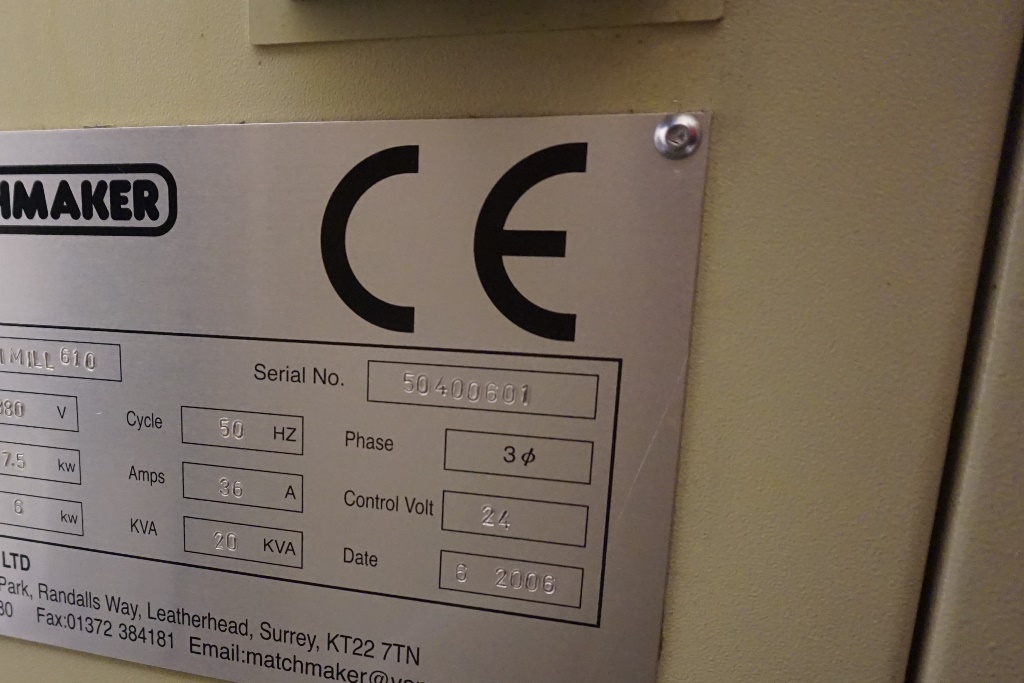 HMAKER
CE
MILL 610
Serial No. 50400601
380 V Cycle 50 HZ Phase 3ϕ
7.5 kw Amps 36 A Control Volt 24
6 kw KVA 20 KVA Date 6 2006
LTD
Park, Randalls Way, Leatherhead, Surrey, KT22 7TN
80 Fax:01372 384181 Email:matchmaker@